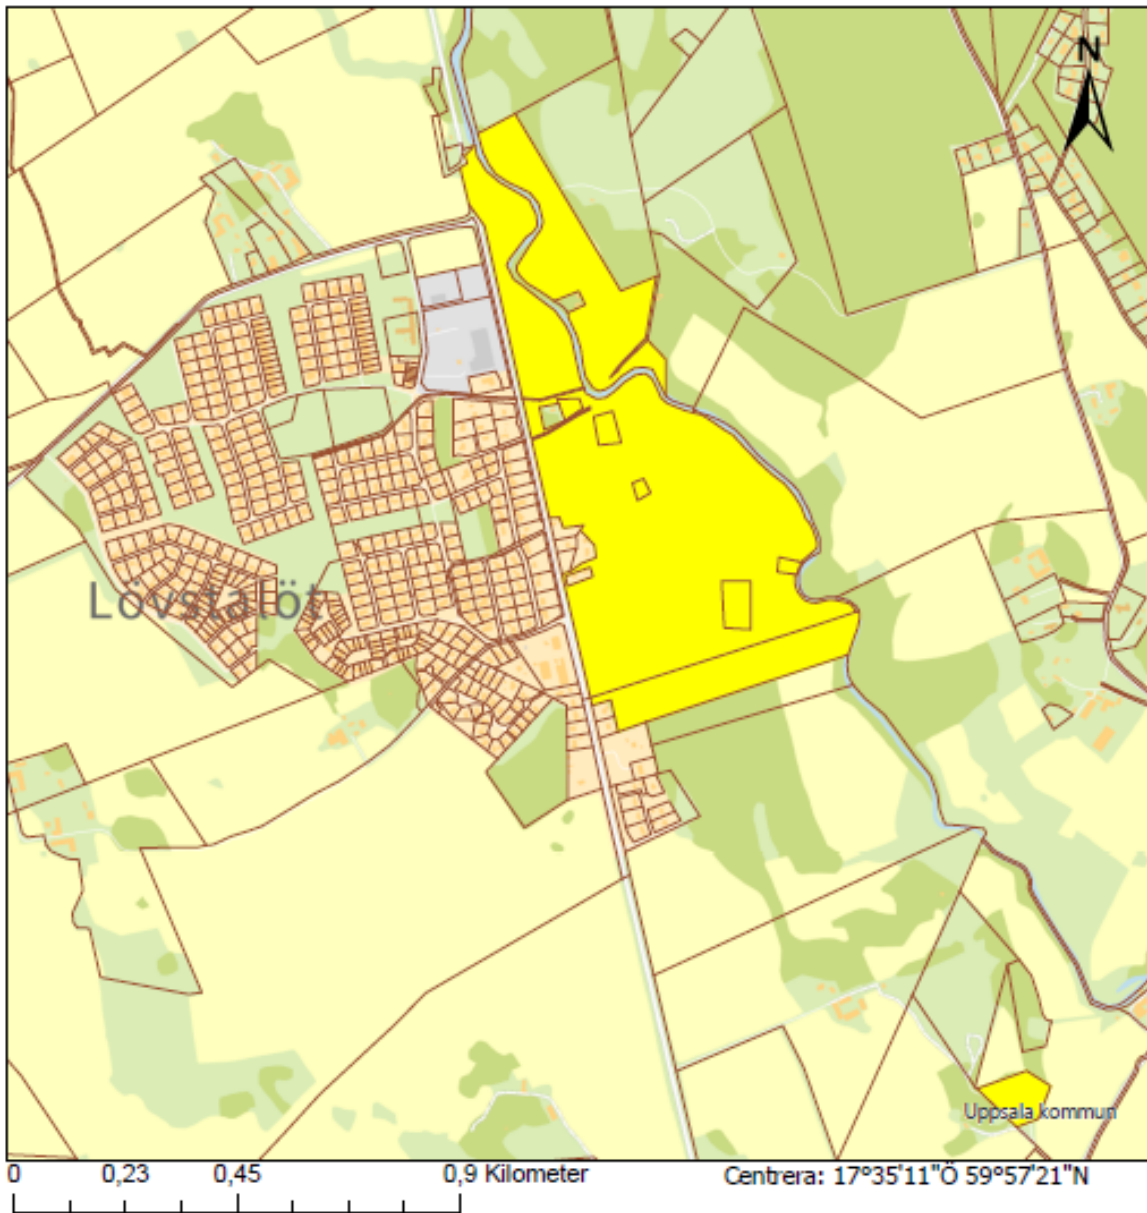 N
Lövstalöt
Uppsala kommun
0 0,23 0,45 0,9 Kilometer
Centrera: 17°35'11"Ö 59°57'21"N